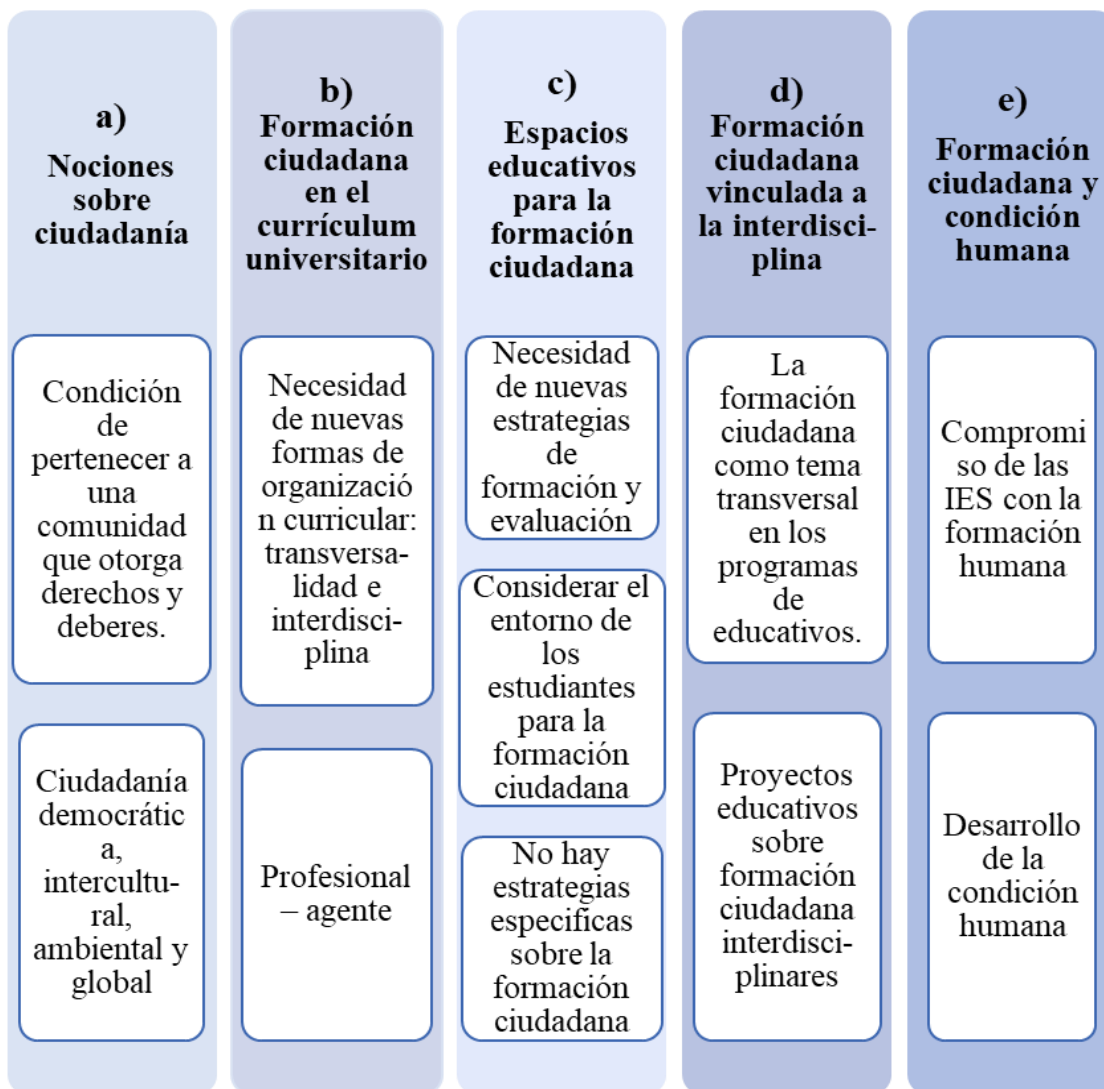 a)
Nociones
sobre
ciudadanía
Condición
de
pertenecer a
una
comunidad
que otorga
derechos y
deberes.
Ciudadanía
democrátic
a,
intercultu-
ral,
ambiental y
global
b)
Formación
ciudadana
en el
currículum
universitario
Necesidad
de nuevas
formas de
organizació
n curricular:
transversa-
lidad e
interdisci-
plina
Profesional
– agente
c)
Espacios
educativos
para la
formación
ciudadana
Necesidad
de nuevas
estrategias
de
formación y
evaluación
Considerar el
entorno de
los
estudiantes
para la
formación
ciudadana
No hay
estrategias
especificas
sobre la
formación
ciudadana
d)
Formación
ciudadana
vinculada a
la interdisci-
plina
La
formación
ciudadana
como tema
transversal
en los
programas
de
educativos.
Proyectos
educativos
sobre
formación
ciudadana
interdisci-
plinares
e)
Formación
ciudadana y
condición
humana
Compromi
so de las
IES con la
formación
humana
Desarrollo
de la
condición
humana